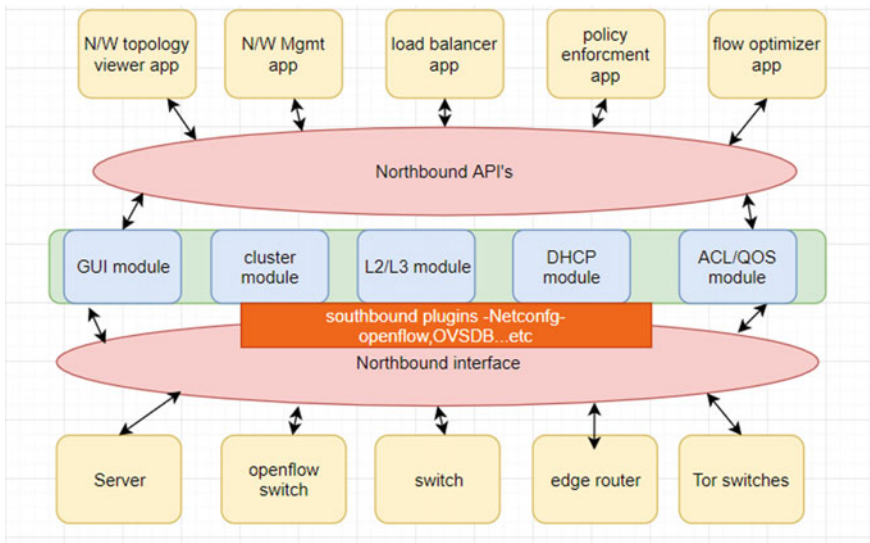 N/W topology
viewer app
N/W Mgmt
app
load balancer
app
policy
enforcment
app
flow optimizer
app
Northbound API's
GUI module
cluster
module
L2/L3 module
DHCP
module
ACL/QOS
module
southbound plugins -Netconfg-
openflow,OVSDB...etc
Northbound interface
Server
openflow
switch
switch
edge router
Tor switches